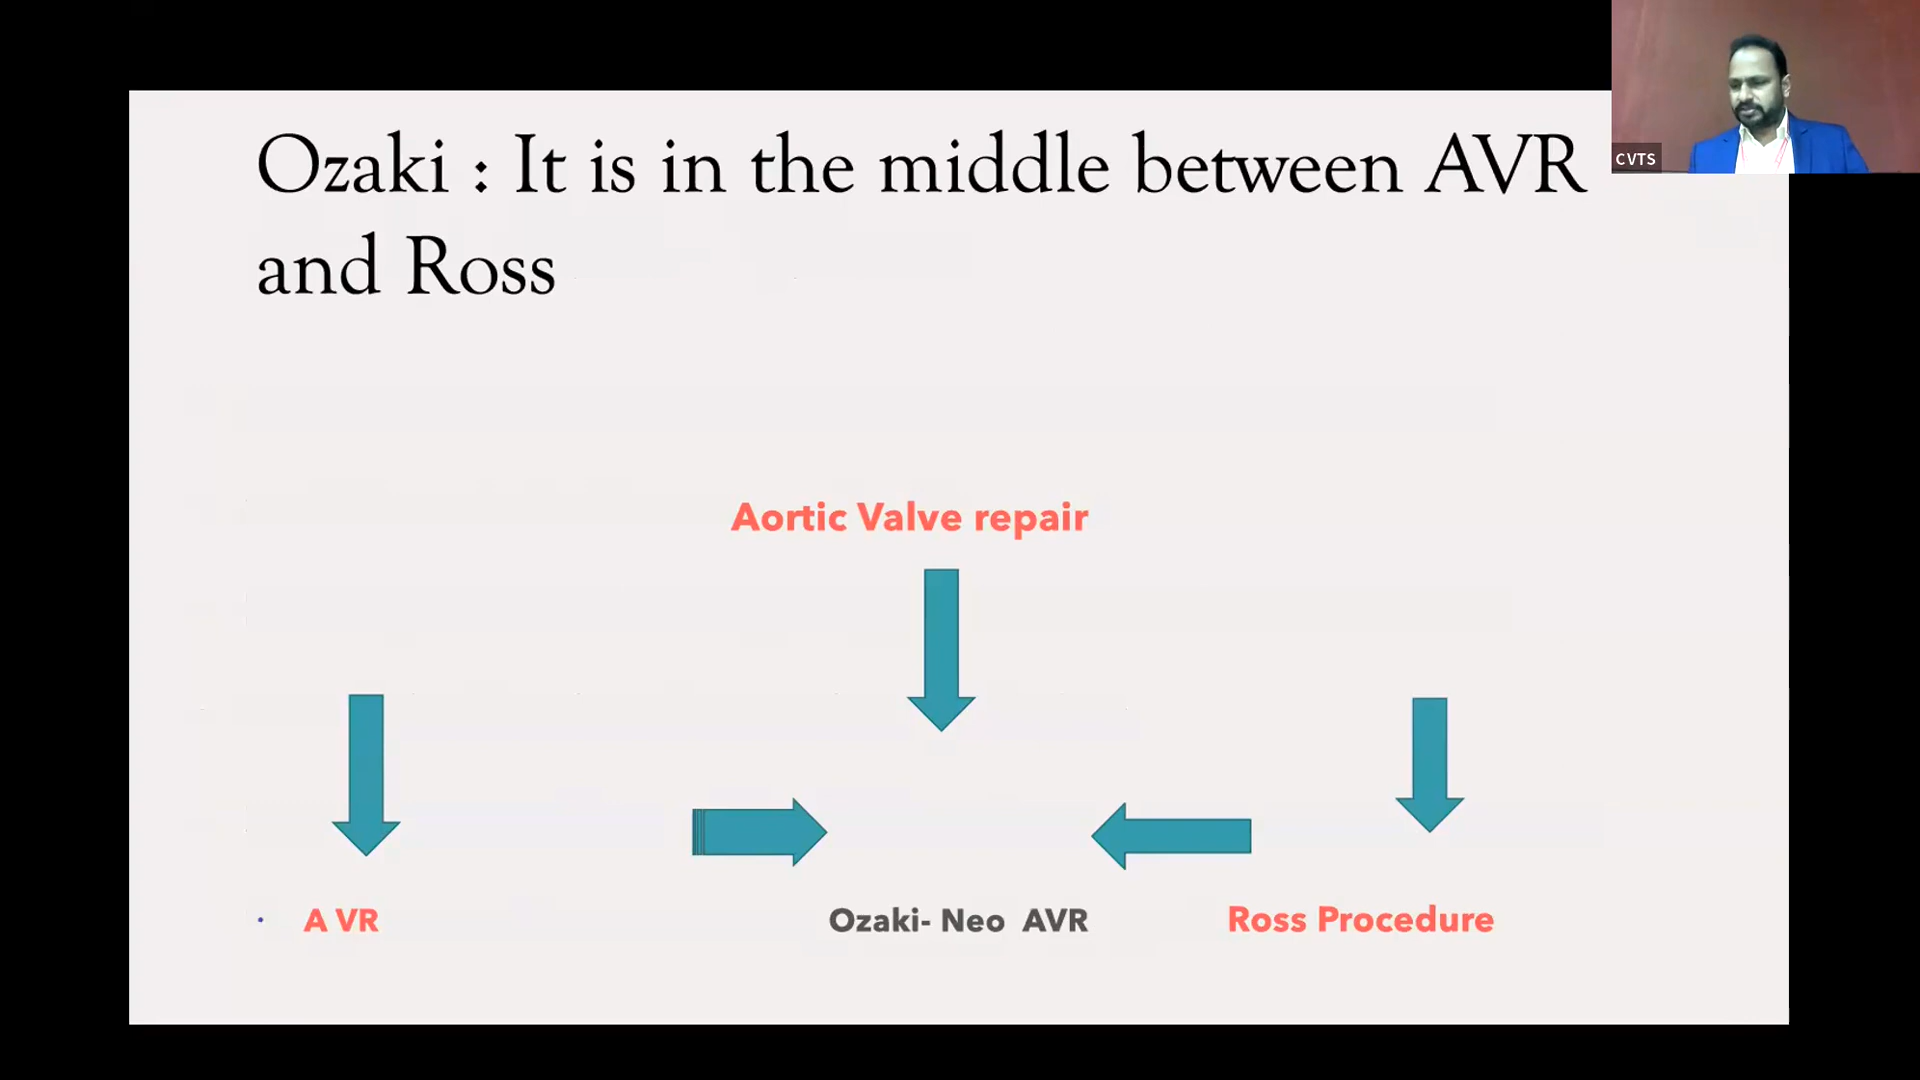 Ozaki : It is in the middle between AVR
and Ross
CVTS
Aortic Valve repair
• A VR
Ozaki- Neo AVR
Ross Procedure